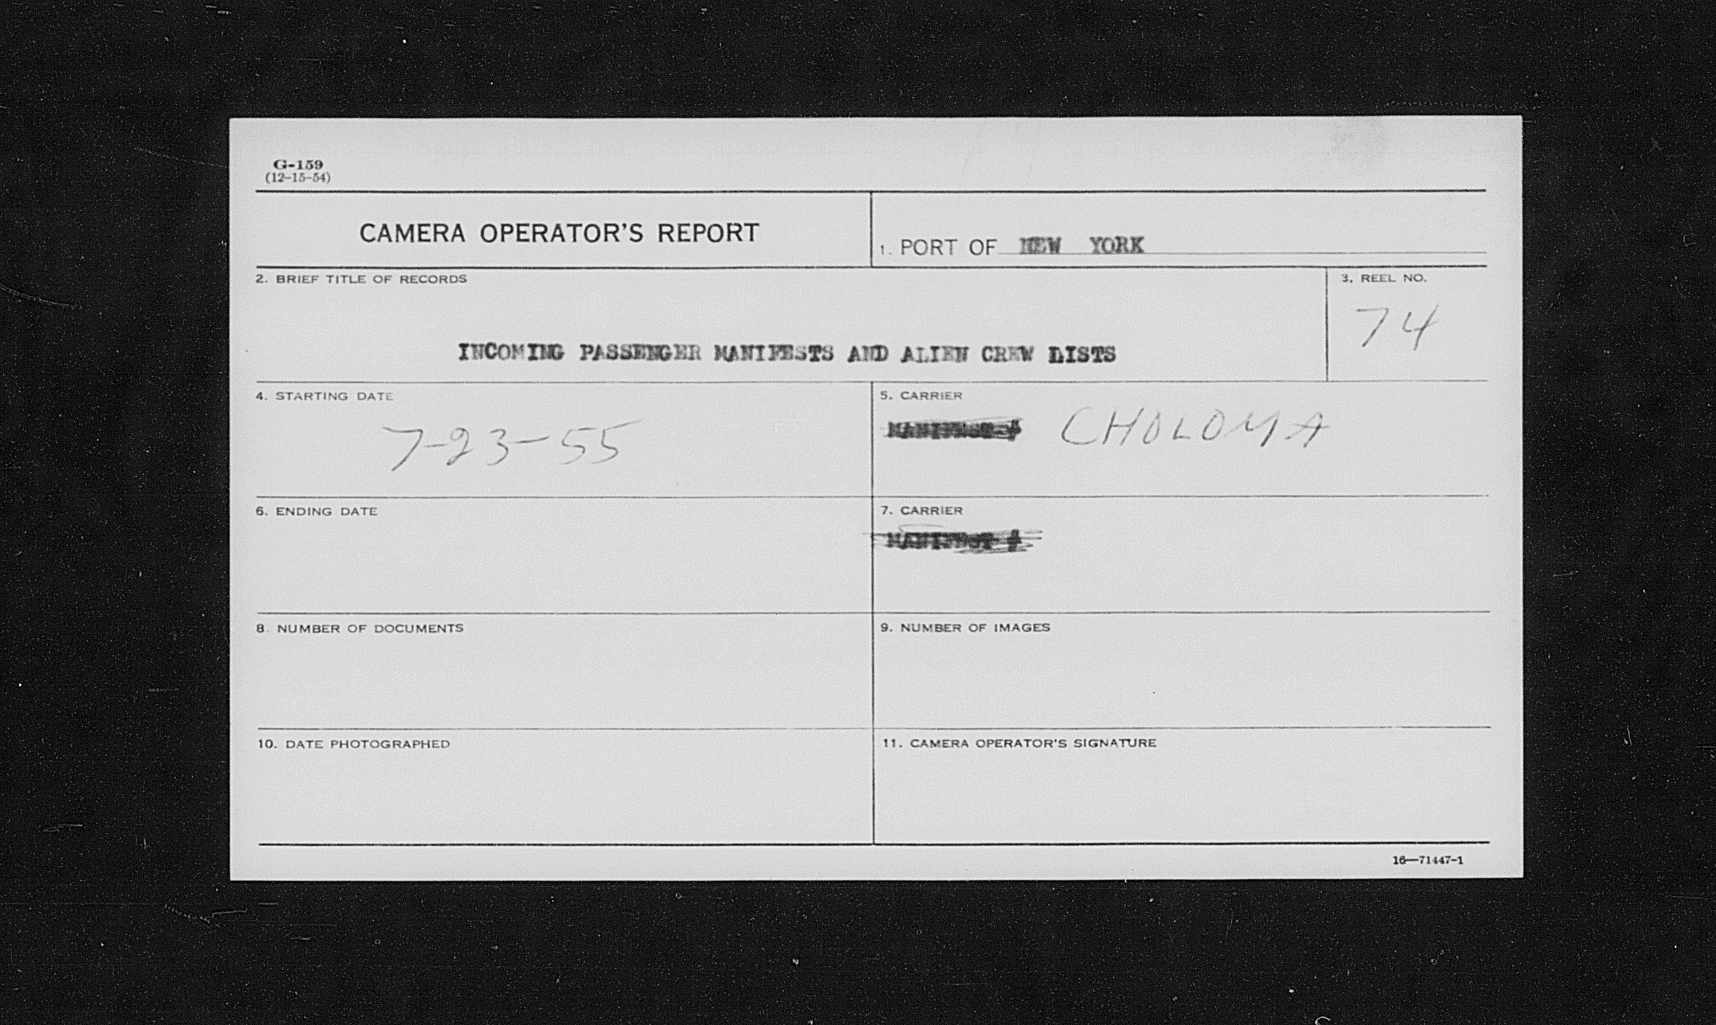 G-159
(12-15-54)
CAMERA OPERATOR'S REPORT
1. PORT OF NEW YORK
2. BRIEF TITLE OF RECORDS
INCOMING PASSENGER MANIFESTS AND ALIEN CREW LISTS
3. REEL NO.
74
4. STARTING DATE
7-23-55
5. CARRIER
MANIFEST # CHOLOMA
6. ENDING DATE
7. CARRIER
MANIFEST #
8. NUMBER OF DOCUMENTS
9. NUMBER OF IMAGES
10. DATE PHOTOGRAPHED
11. CAMERA OPERATOR'S SIGNATURE
16—71447-1